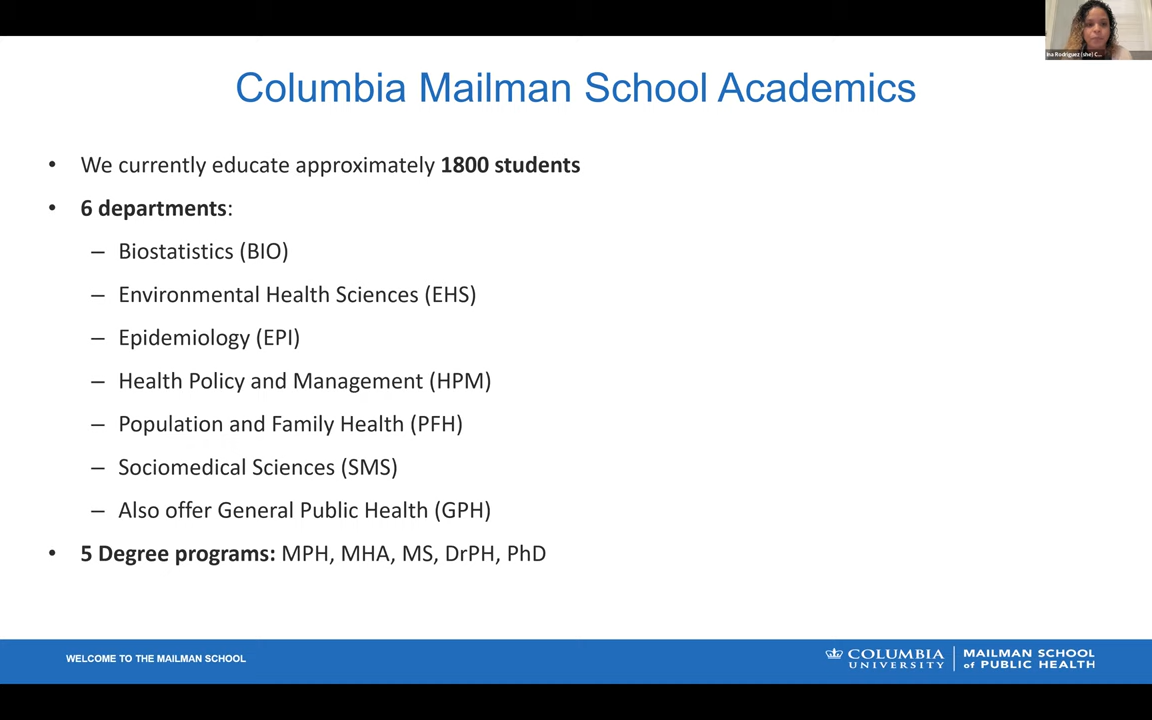 Columbia Mailman School Academics
• We currently educate approximately 1800 students
• 6 departments:
– Biostatistics (BIO)
– Environmental Health Sciences (EHS)
– Epidemiology (EPI)
– Health Policy and Management (HPM)
– Population and Family Health (PFH)
– Sociomedical Sciences (SMS)
– Also offer General Public Health (GPH)
• 5 Degree programs: MPH, MHA, MS, DrPH, PhD
WELCOME TO THE MAILMAN SCHOOL
COLUMBIA UNIVERSITY
MAILMAN SCHOOL
of PUBLIC HEALTH
Rodriguez (she) C...